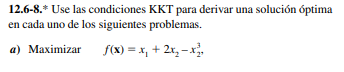 12.6-8.* Use las condiciones KKT para derivar una solución óptima
en cada uno de los siguientes problemas.
a) Maximizar f(x) = x₁ + 2x₂ – x₂³,